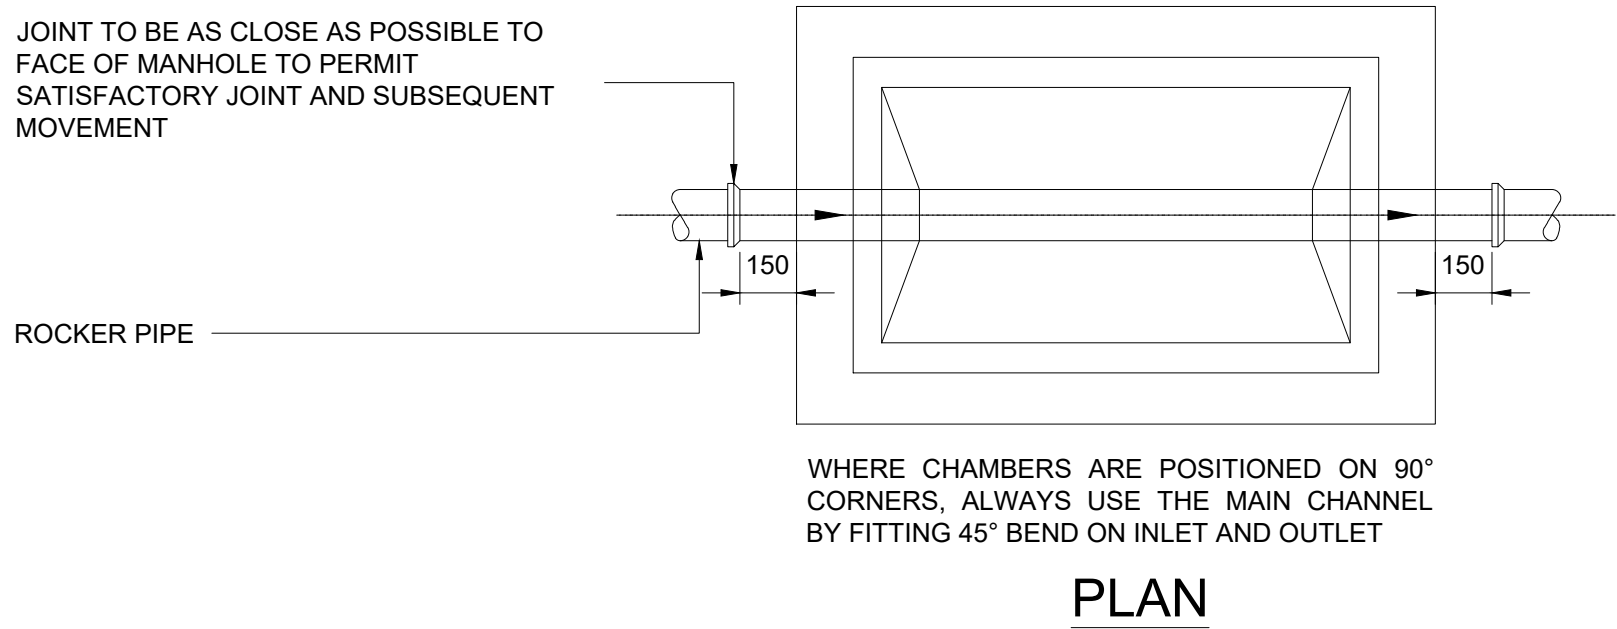 JOINT TO BE AS CLOSE AS POSSIBLE TO
FACE OF MANHOLE TO PERMIT
SATISFACTORY JOINT AND SUBSEQUENT
MOVEMENT
150
150
ROCKER PIPE
WHERE CHAMBERS ARE POSITIONED ON 90°
CORNERS, ALWAYS USE THE MAIN CHANNEL
BY FITTING 45° BEND ON INLET AND OUTLET
PLAN